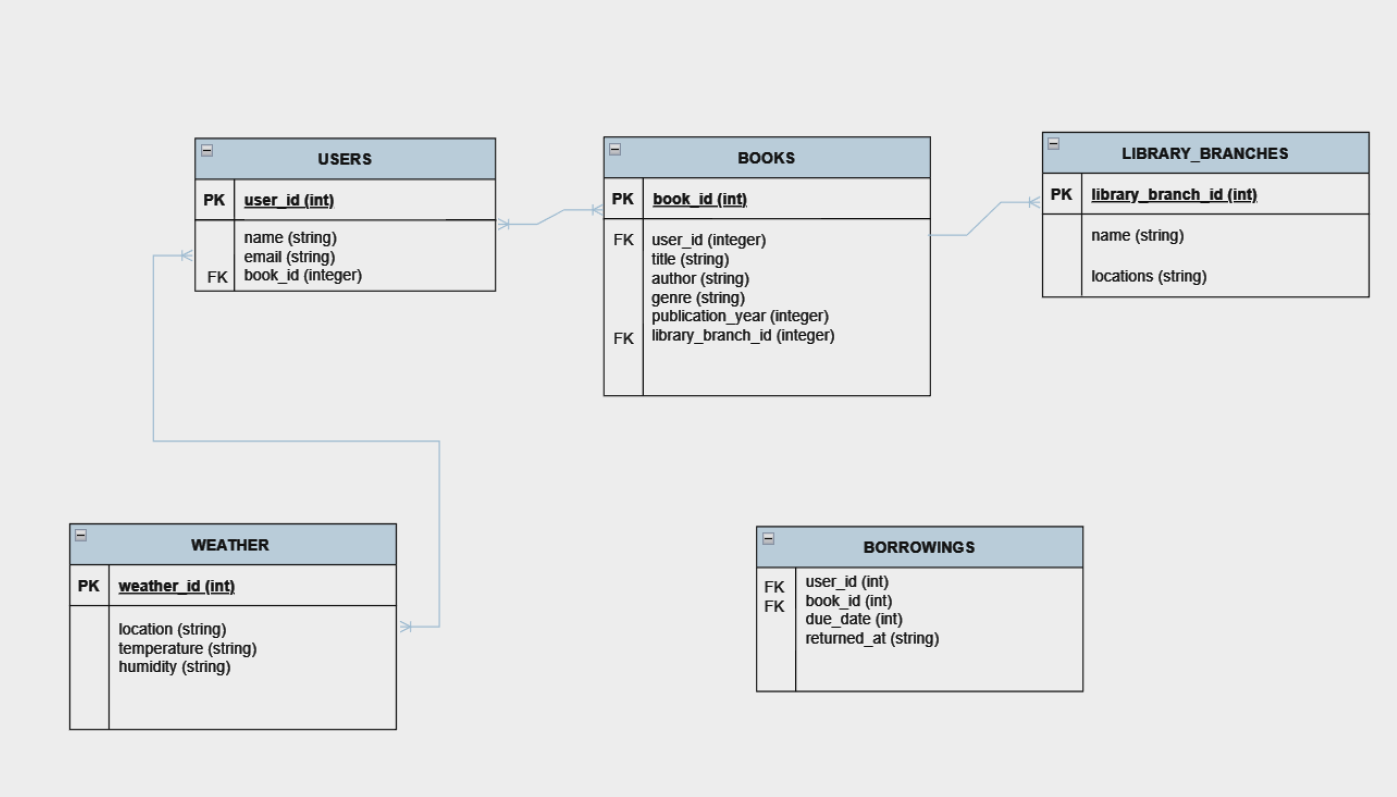 USERS
PK user_id (int)
name (string)
email (string)
FK book_id (integer)
BOOKS
PK book_id (int)
FK user_id (integer)
title (string)
author (string)
genre (string)
publication_year (integer)
FK library_branch_id (integer)
LIBRARY_BRANCHES
PK library_branch_id (int)
name (string)
locations (string)
WEATHER
PK weather_id (int)
location (string)
temperature (string)
humidity (string)
BORROWINGS
FK user_id (int)
FK book_id (int)
due_date (int)
returned_at (string)